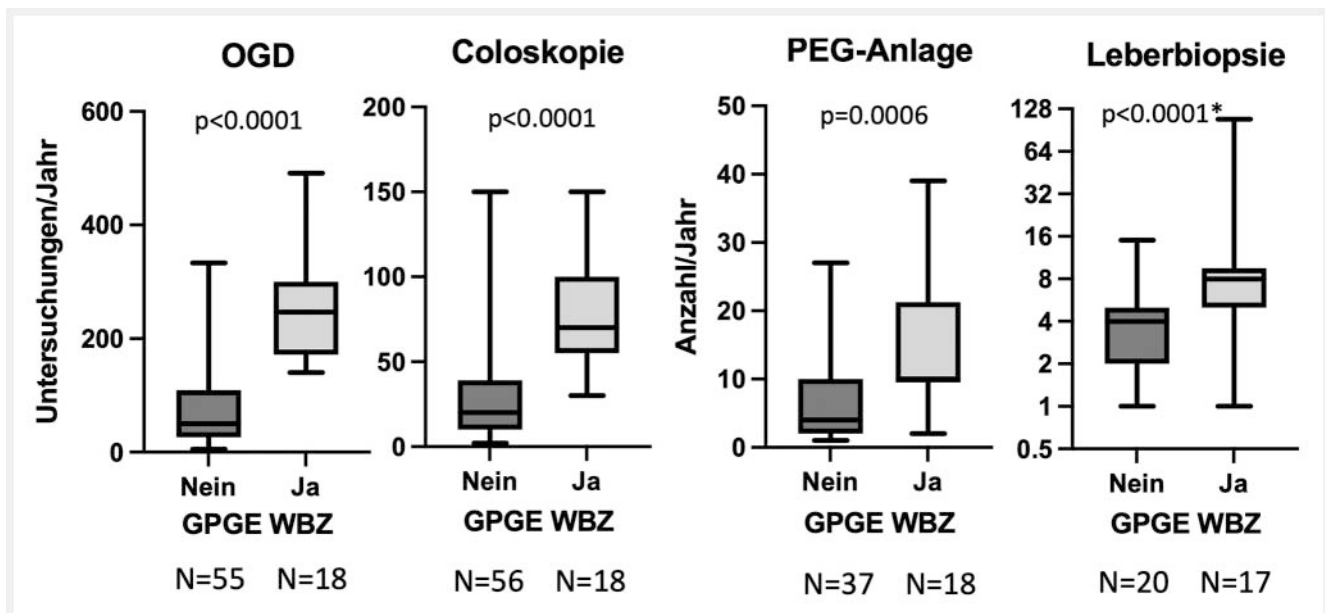 OGD
Coloskopie
PEG-Anlage
Leberbiopsie
Untersuchungen/Jahr
600
400
200
0
p<0.0001
Nein Ja
GPGE WBZ
N=55 N=18
200
150
100
50
0
p<0.0001
Nein Ja
GPGE WBZ
N=56 N=18
Anzahl/Jahr
50
40
30
20
10
0
p=0.0006
Nein Ja
GPGE WBZ
N=37 N=18
128
64
32
16
8
4
2
1
0.5
p<0.0001*
Nein Ja
GPGE WBZ
N=20 N=17